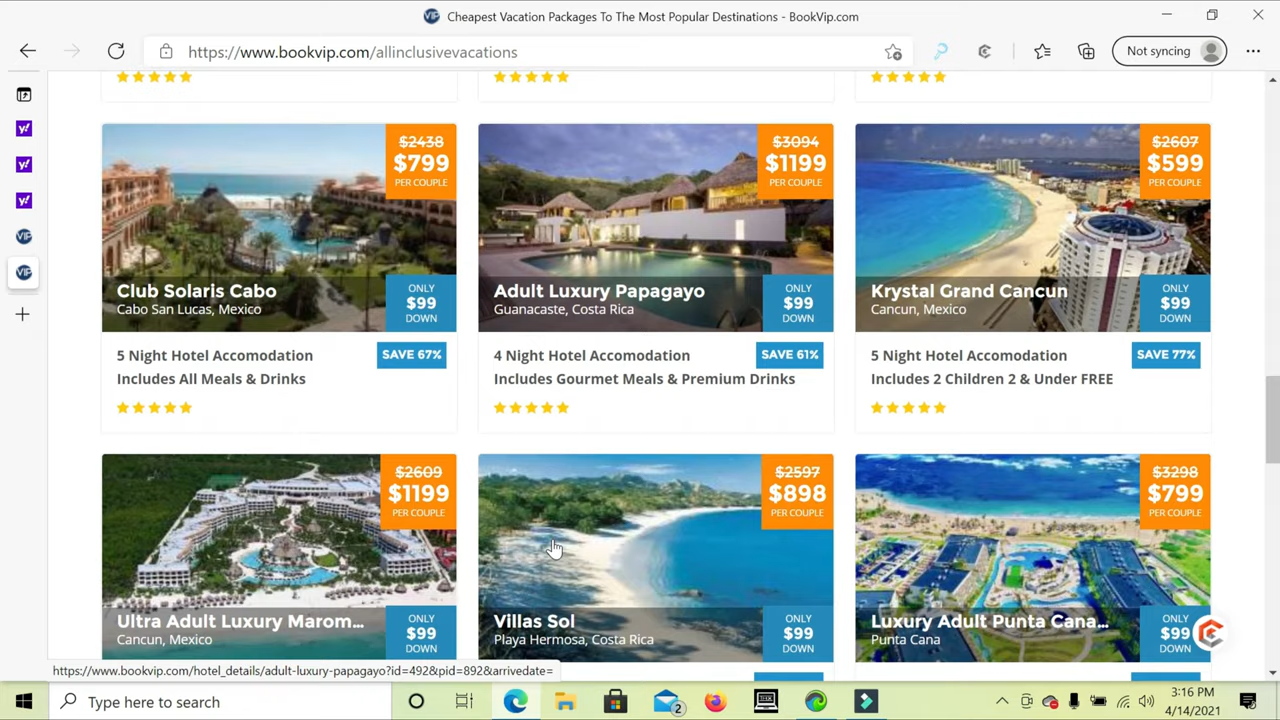 Cheapest Vacation Packages To The Most Popular Destinations - BookVip.com
https://www.bookvip.com/allinclusivevacations
Not syncing
$2438
$799
PER COUPLE
Club Solaris Cabo
Cabo San Lucas, Mexico
ONLY
$99
DOWN
5 Night Hotel Accomodation
SAVE 67%
Includes All Meals & Drinks
$3094
$1199
PER COUPLE
Adult Luxury Papagayo
Guanacaste, Costa Rica
ONLY
$99
DOWN
4 Night Hotel Accomodation
SAVE 61%
Includes Gourmet Meals & Premium Drinks
$2607
$599
PER COUPLE
Krystal Grand Cancun
Cancun, Mexico
ONLY
$99
DOWN
5 Night Hotel Accomodation
SAVE 77%
Includes 2 Children 2 & Under FREE
$2609
$1199
PER COUPLE
Ultra Adult Luxury Marom...
Cancun, Mexico
ONLY
$99
DOWN
$2597
$898
PER COUPLE
Villas Sol
Playa Hermosa, Costa Rica
ONLY
$99
DOWN
$3298
$799
PER COUPLE
Luxury Adult Punta Cana...
Punta Cana
ONLY
$99
DOWN
https://www.bookvip.com/hotel_details/adult-luxury-papagayo?id=492&pid=892&arrivedate=
Type here to search
2
3:16 PM
4/14/2021